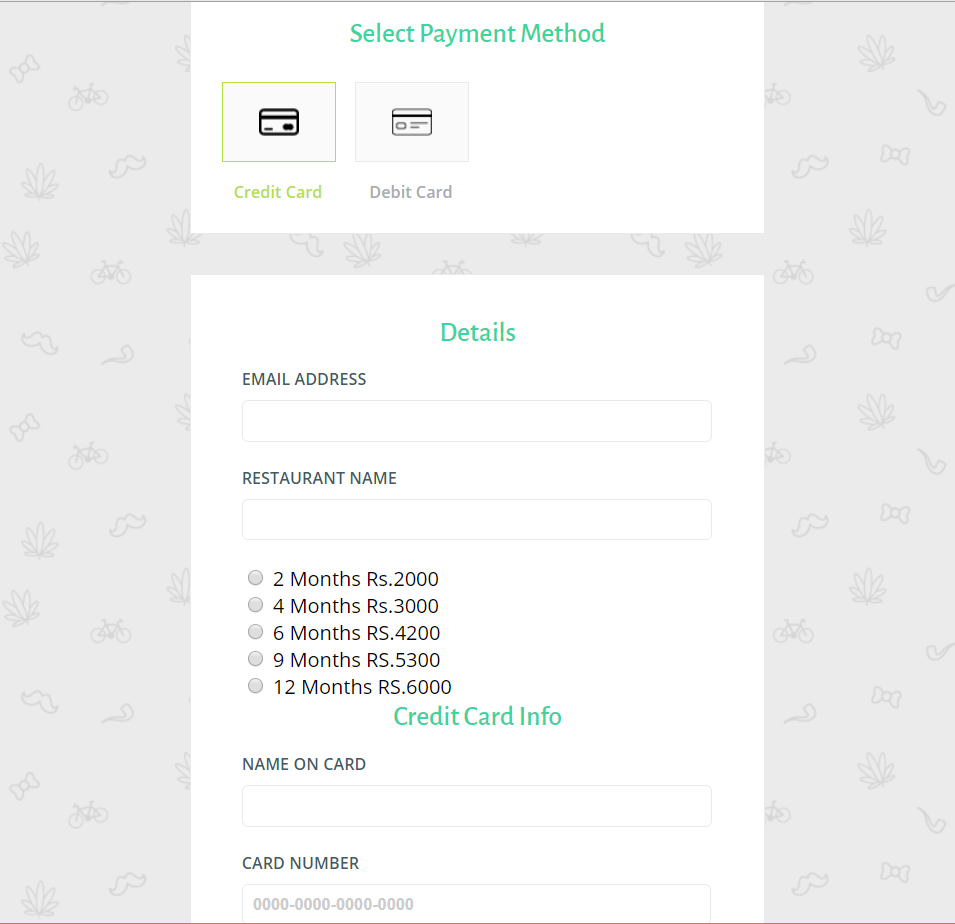 Select Payment Method
Credit Card
Debit Card
Details
EMAIL ADDRESS
RESTAURANT NAME
2 Months Rs.2000
4 Months Rs.3000
6 Months RS.4200
9 Months RS.5300
12 Months RS.6000
Credit Card Info
NAME ON CARD
CARD NUMBER
0000-0000-0000-0000